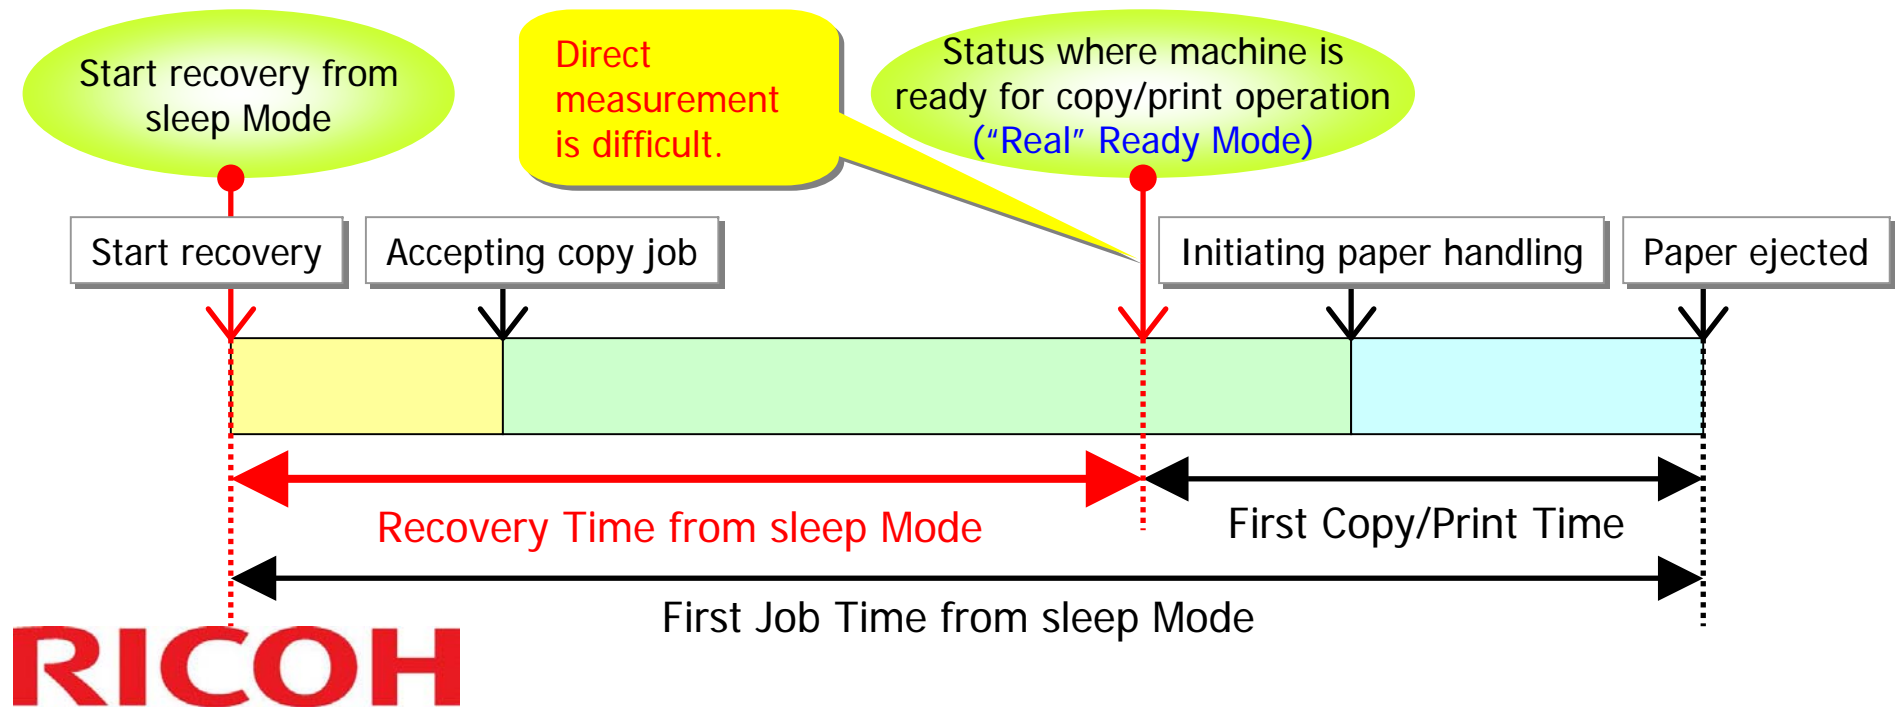 Start recovery from
sleep Mode
Direct
measurement
is difficult.
Status where machine is
ready for copy/print operation
(“Real” Ready Mode)
Start recovery
Accepting copy job
Initiating paper handling
Paper ejected
Recovery Time from sleep Mode
First Copy/Print Time
First Job Time from sleep Mode
RICOH